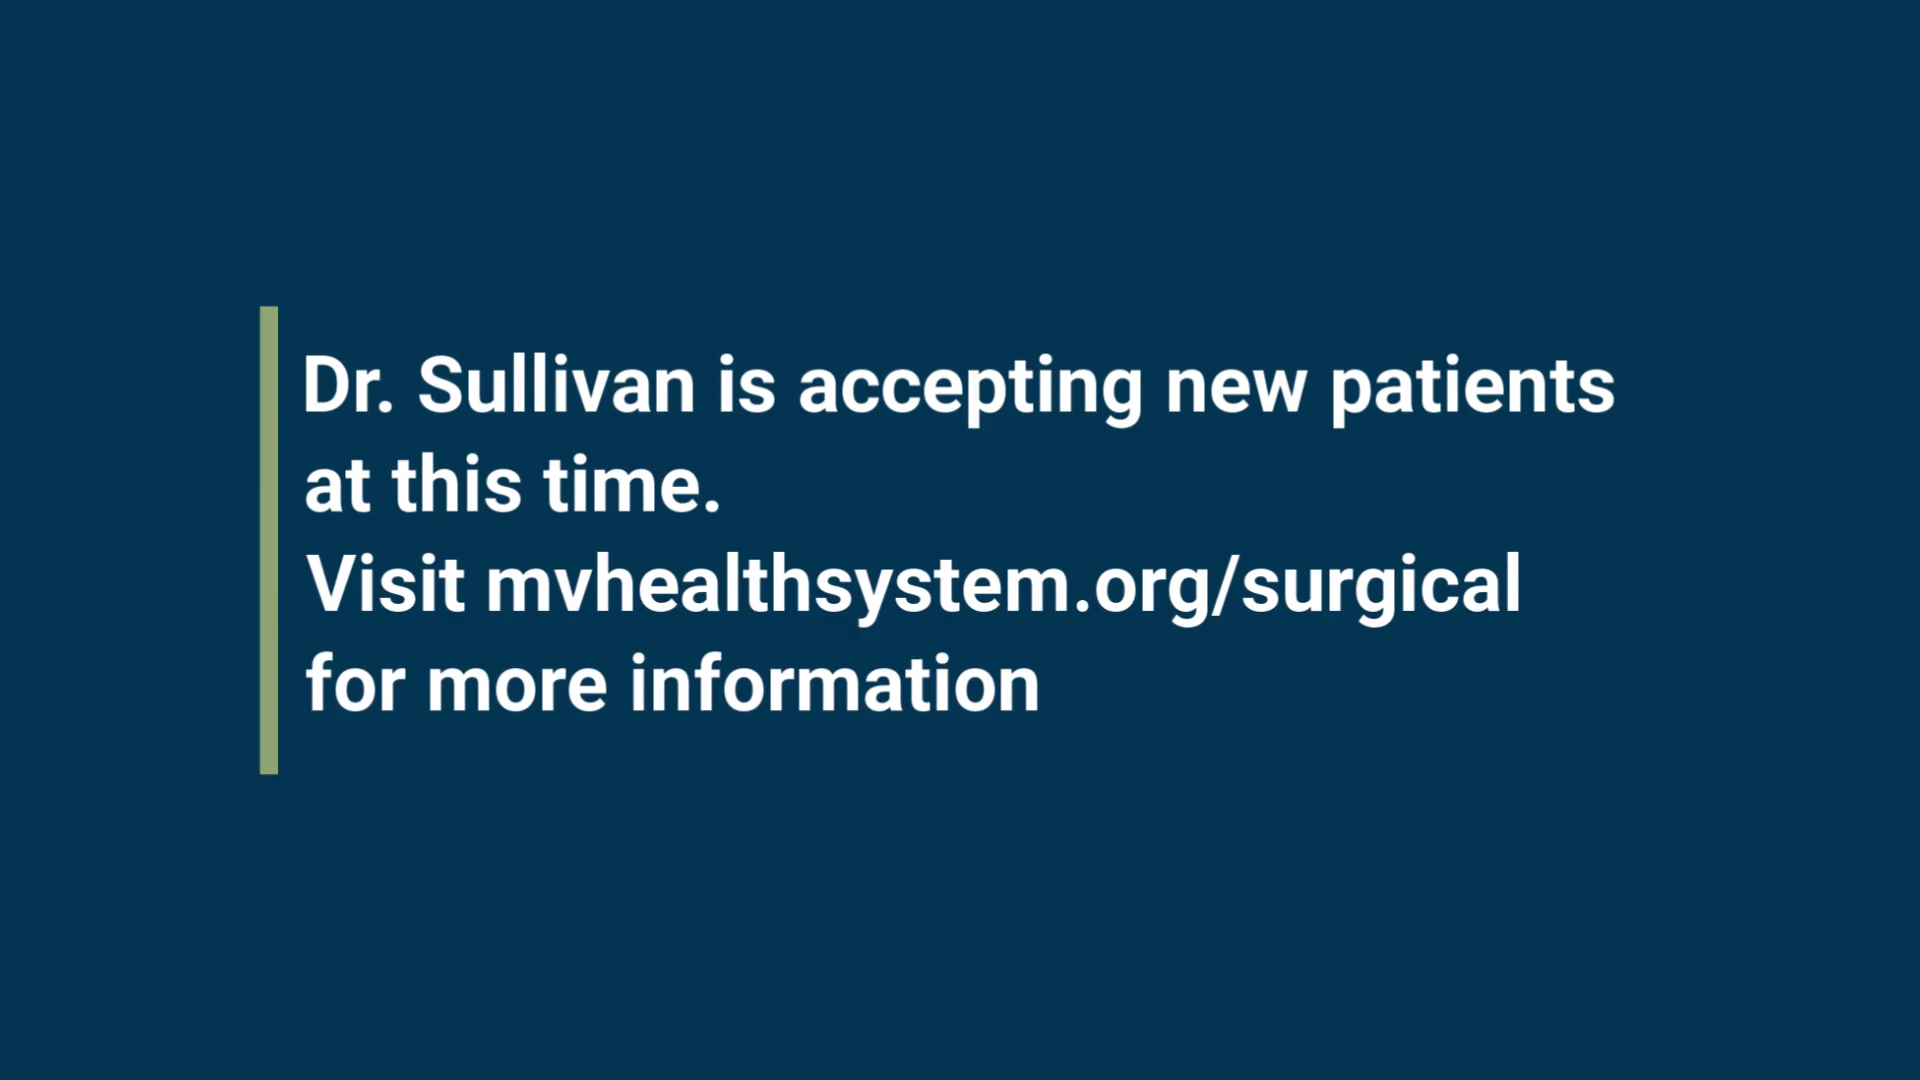 Dr. Sullivan is accepting new patients
at this time.
Visit mvhealthsystem.org/surgical
for more information